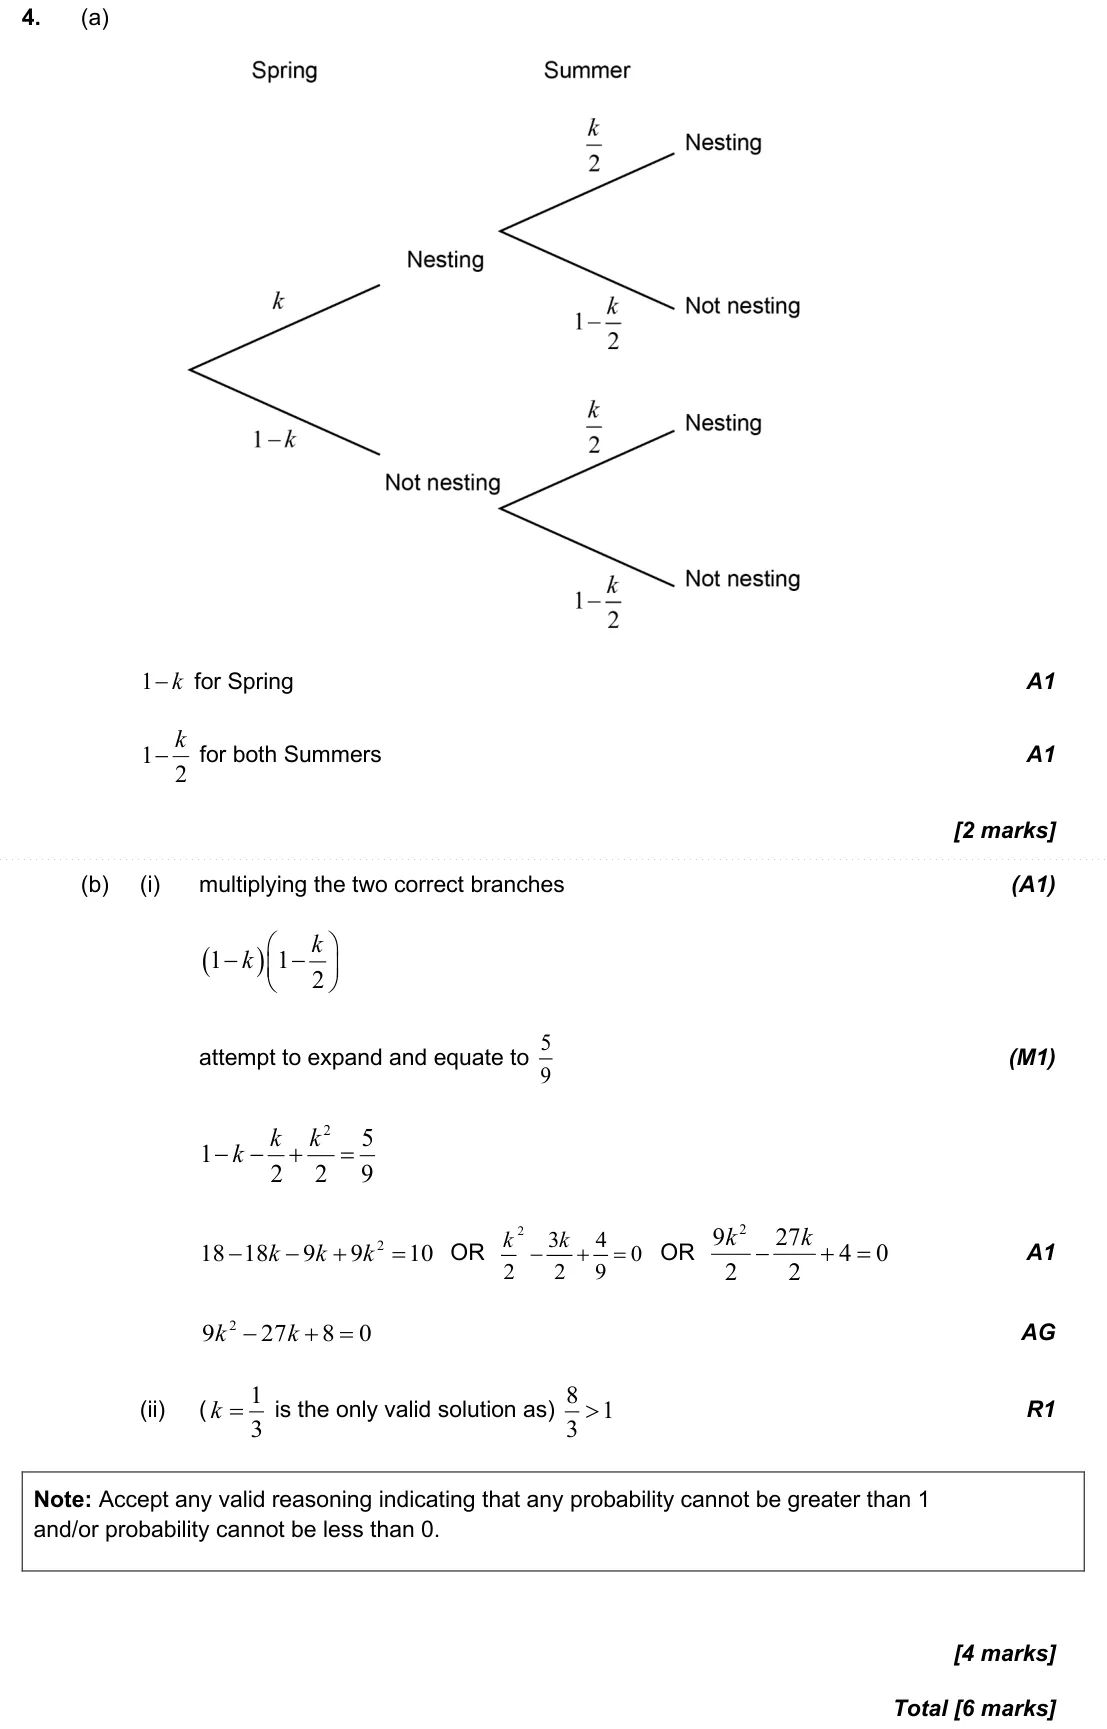 4. (a)
Spring Summer
k/2 Nesting
Nesting
k
1 − k/2 Not nesting
k/2 Nesting
1 − k
Not nesting
1 − k/2 Not nesting
1 − k for Spring A1
1 − k/2 for both Summers A1
[2 marks]
(b) (i) multiplying the two correct branches (A1)
(1 − k)(1 − k/2)
attempt to expand and equate to 5/9 (M1)
1 − k − k/2 + k²/2 = 5/9
18 − 18k − 9k + 9k² = 10 OR k²/2 − 3k/2 + 4/9 = 0 OR 9k²/2 − 27k/2 + 4 = 0 A1
9k² − 27k + 8 = 0 AG
(ii) (k = 1/3 is the only valid solution as) 8/3 > 1 R1
Note: Accept any valid reasoning indicating that any probability cannot be greater than 1
and/or probability cannot be less than 0.
[4 marks]
Total [6 marks]